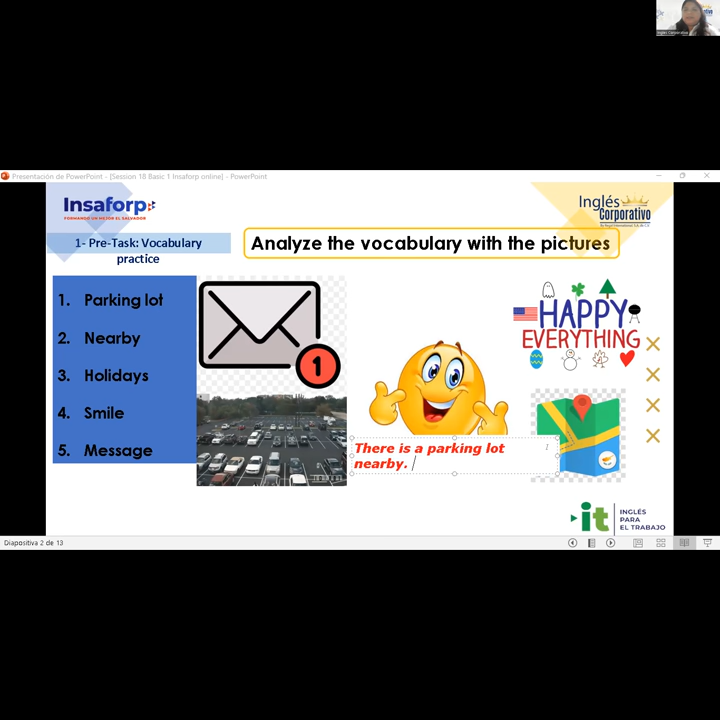 Presentación de PowerPoint - [Session 18 Basic 1 Insaforp online] - PowerPoint
Insaforp
FORMANDO UN MEJOR EL SALVADOR
Inglés
Corporativo
1- Pre-Task: Vocabulary
practice
Analyze the vocabulary with the pictures
1. Parking lot
2. Nearby
3. Holidays
4. Smile
5. Message
1
HAPPY
EVERYTHING
There is a parking lot
nearby.
it
INGLÉS
PARA
EL TRABAJO
Diapositiva 2 de 13